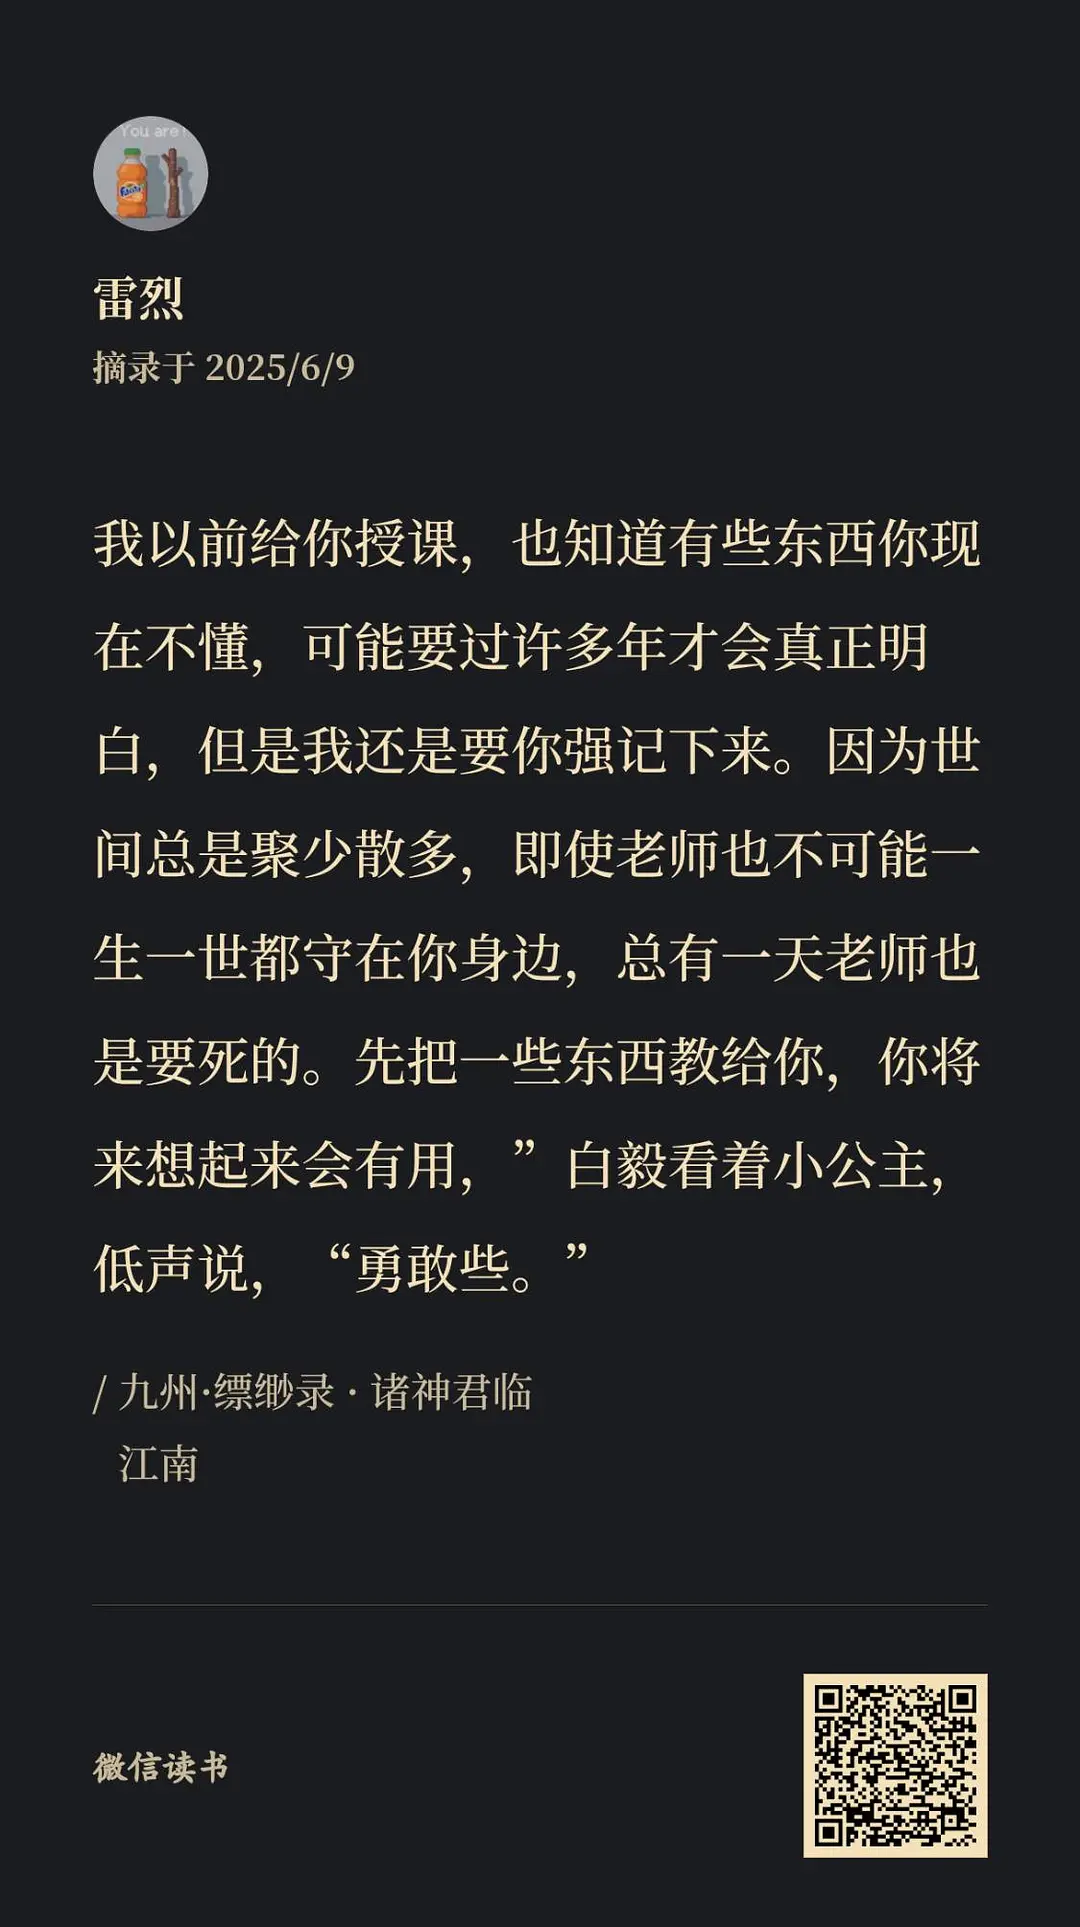 You are
Fanta
雷烈
摘录于 2025/6/9
我以前给你授课，也知道有些东西你现
在不懂，可能要过许多年才会真正明
白，但是我还是要你强记下来。因为世
间总是聚少散多，即使老师也不可能一
生一世都守在你身边，总有一天老师也
是要死的。先把一些东西教给你，你将
来想起来会有用，”白毅看着小公主，
低声说，“勇敢些。”
/ 九州·缥缈录 · 诸神君临
江南
微信读书